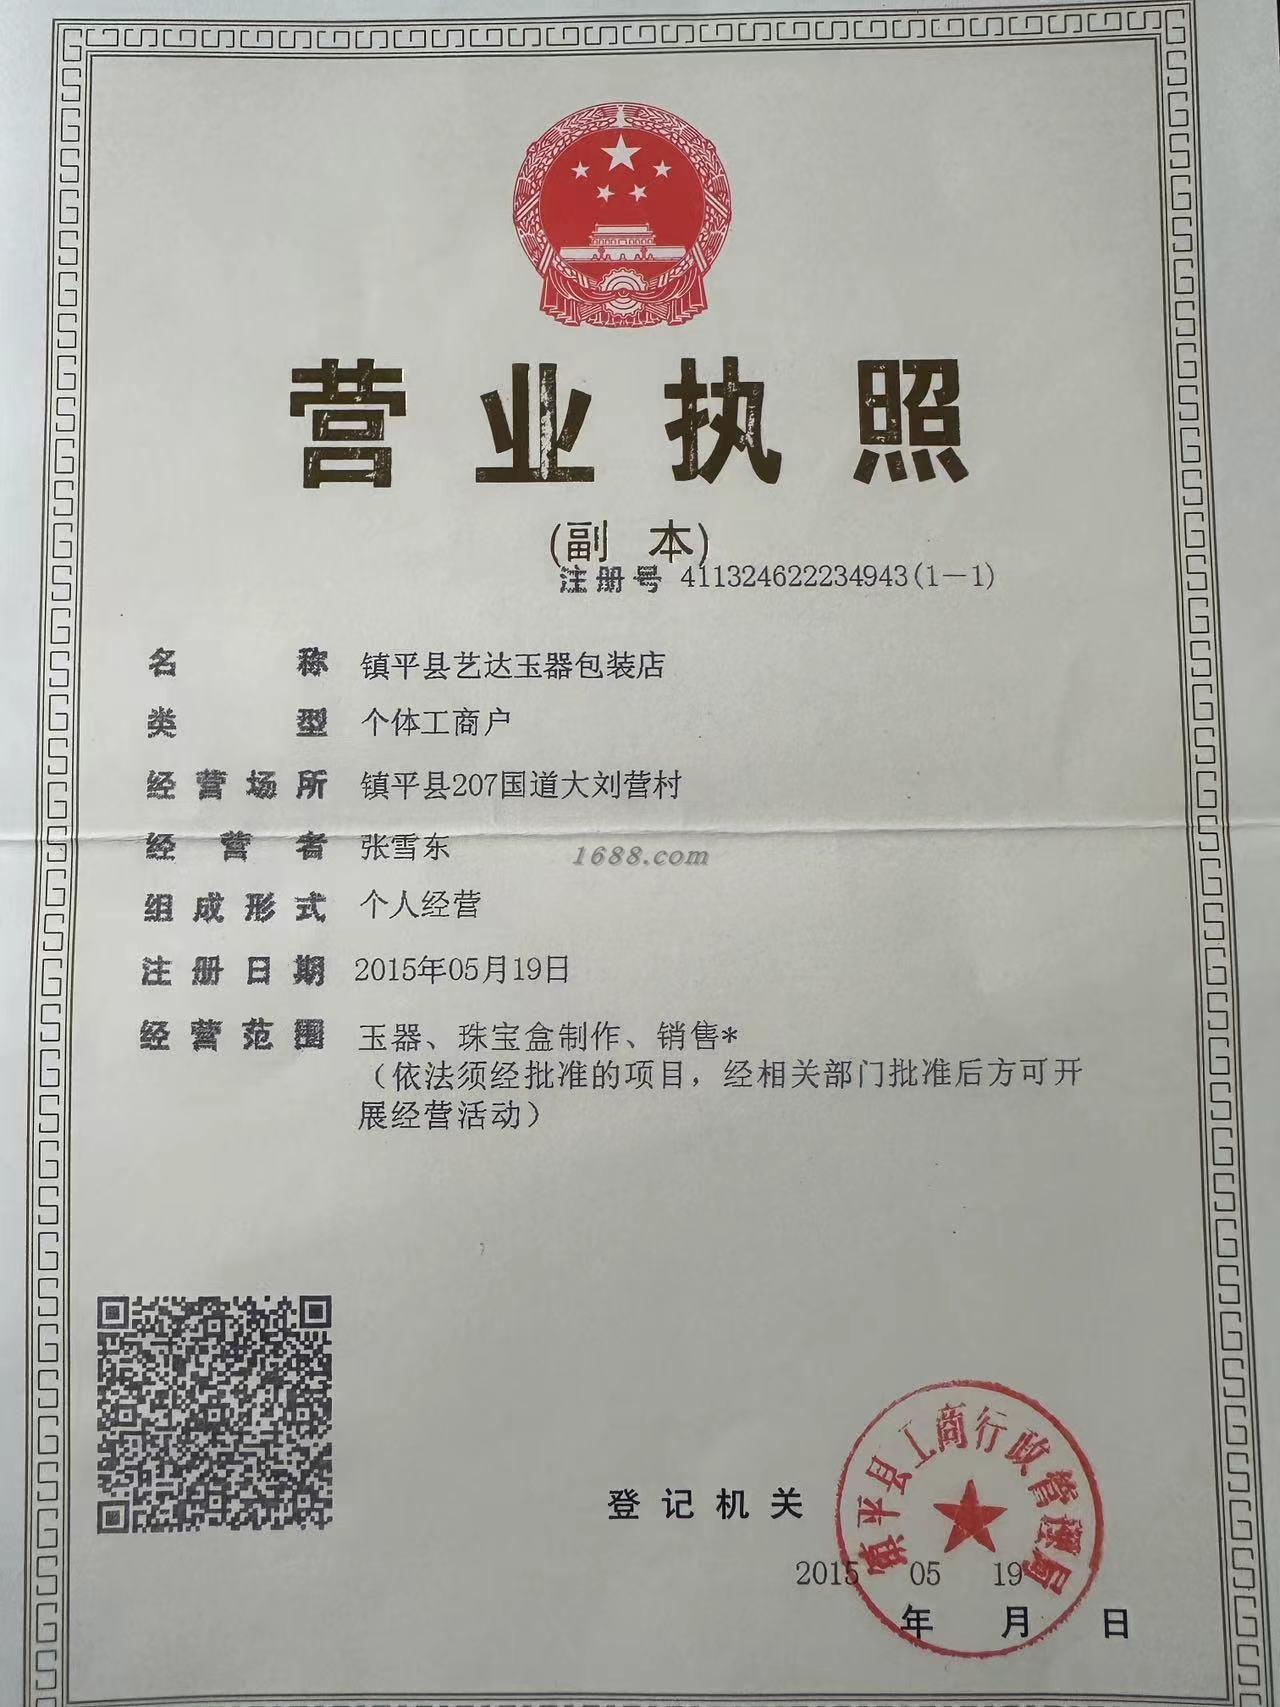 营业执照
(副 本)
注册号 411324622234943(1-1)
名称 镇平县艺达玉器包装店
类型 个体工商户
经营场所 镇平县207国道大刘营村
经营者 张雪东
1688.com
组成形式 个人经营
注册日期 2015年05月19日
经营范围 玉器、珠宝盒制作、销售*
（依法须经批准的项目，经相关部门批准后方可开
展经营活动）
登记机关
镇平县工商行政管理局
2015 05 19
年 月 日